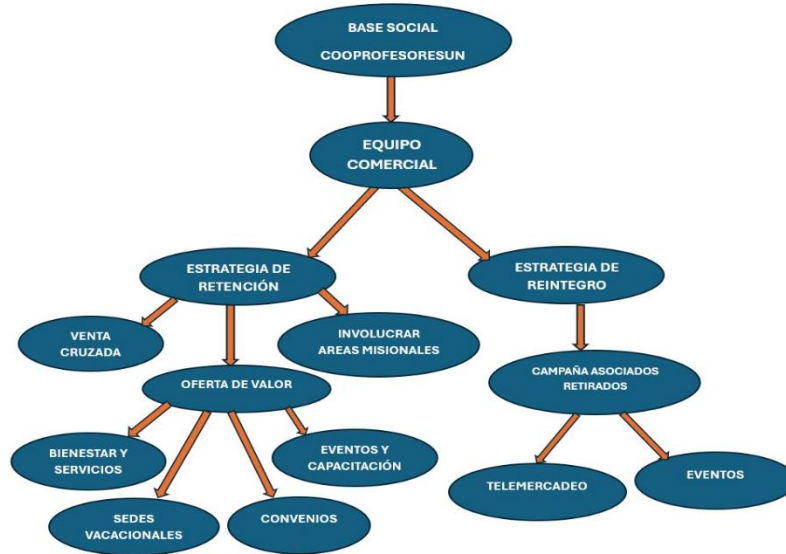 BASE SOCIAL
COOPROFESORESUN
EQUIPO
COMERCIAL
ESTRATEGIA DE
RETENCIÓN
ESTRATEGIA DE
REINTEGRO
VENTA
CRUZADA
INVOLUCRAR
AREAS MISIONALES
OFERTA DE VALOR
CAMPAÑA ASOCIADOS
RETIRADOS
BIENESTAR Y
SERVICIOS
EVENTOS Y
CAPACITACIÓN
SEDES
VACACIONALES
CONVENIOS
TELEMERCADEO
EVENTOS